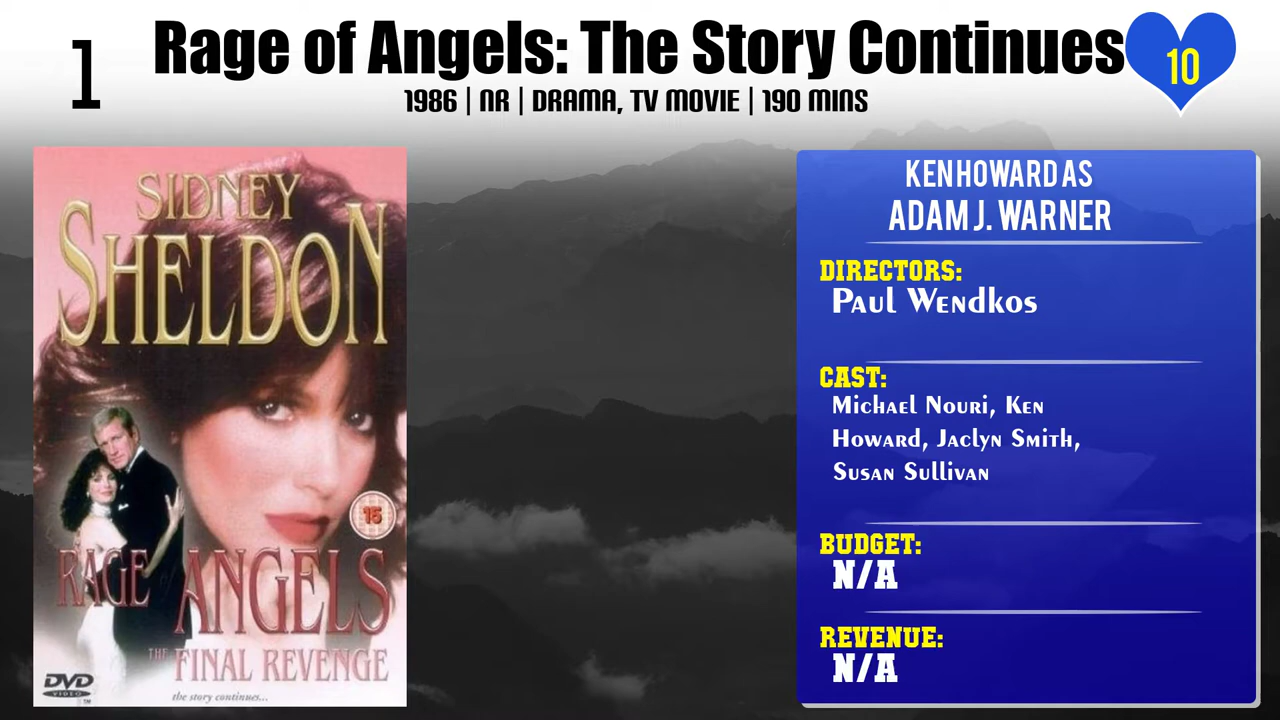 1
Rage of Angels: The Story Continues
10
1986 | NR | DRAMA, TV MOVIE | 190 MINS
SIDNEY
SHELDON
15
RAGE of ANGELS
THE FINAL REVENGE
DVD
VIDEO
TM
the story continues...
KEN HOWARD AS
ADAM J. WARNER
DIRECTORS:
Paul Wendkos
CAST:
Michael Nouri, Ken
Howard, Jaclyn Smith,
Susan Sullivan
BUDGET:
N/A
REVENUE:
N/A